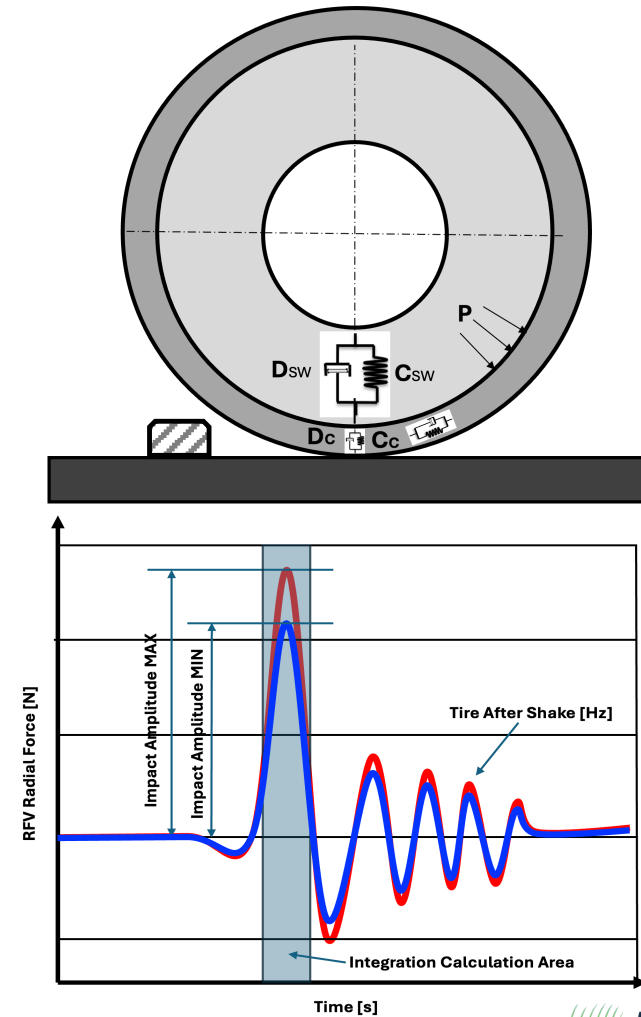 P
DSW
CSW
DC
CC
Impact Amplitude MAX
Impact Amplitude MIN
Tire After Shake [Hz]
RFV Radial Force [N]
Integration Calculation Area
Time [s]